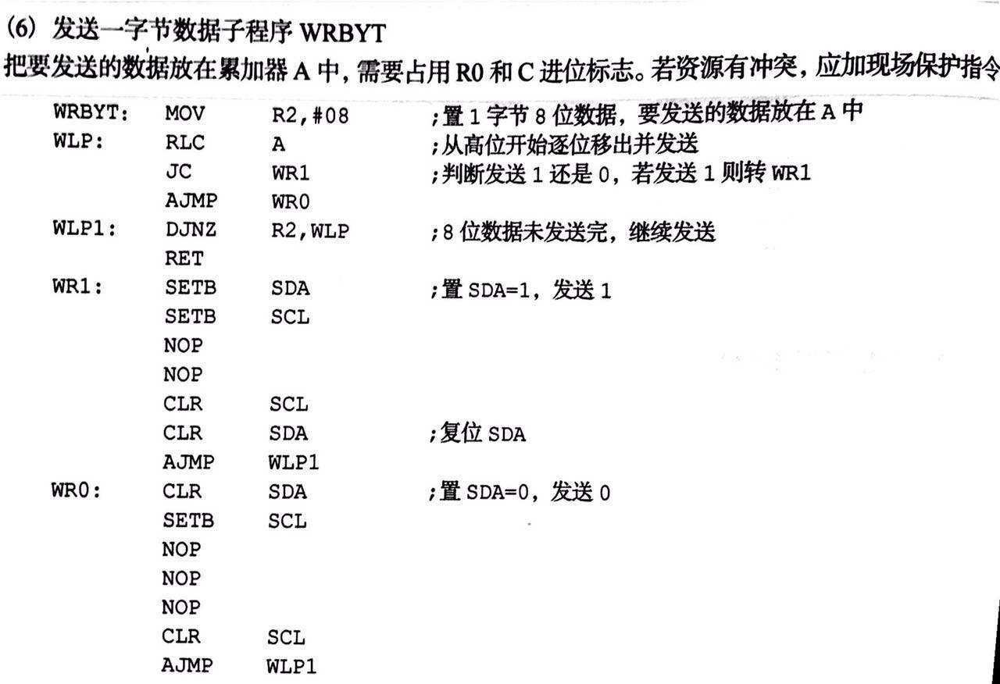 (6) 发送一字节数据子程序 WRBYT
把要发送的数据放在累加器 A 中，需要占用 R0 和 C 进位标志。若资源有冲突，应加现场保护指令
WRBYT: MOV R2,#08 ;置 1 字节 8 位数据，要发送的数据放在 A 中
WLP: RLC A ;从高位开始逐位移出并发送
JC WR1 ;判断发送 1 还是 0，若发送 1 则转 WR1
AJMP WR0
WLP1: DJNZ R2,WLP ;8 位数据未发送完，继续发送
RET
WR1: SETB SDA ;置 SDA=1，发送 1
SETB SCL
NOP
NOP
CLR SCL
CLR SDA ;复位 SDA
AJMP WLP1
WR0: CLR SDA ;置 SDA=0，发送 0
SETB SCL
NOP
NOP
NOP
CLR SCL
AJMP WLP1